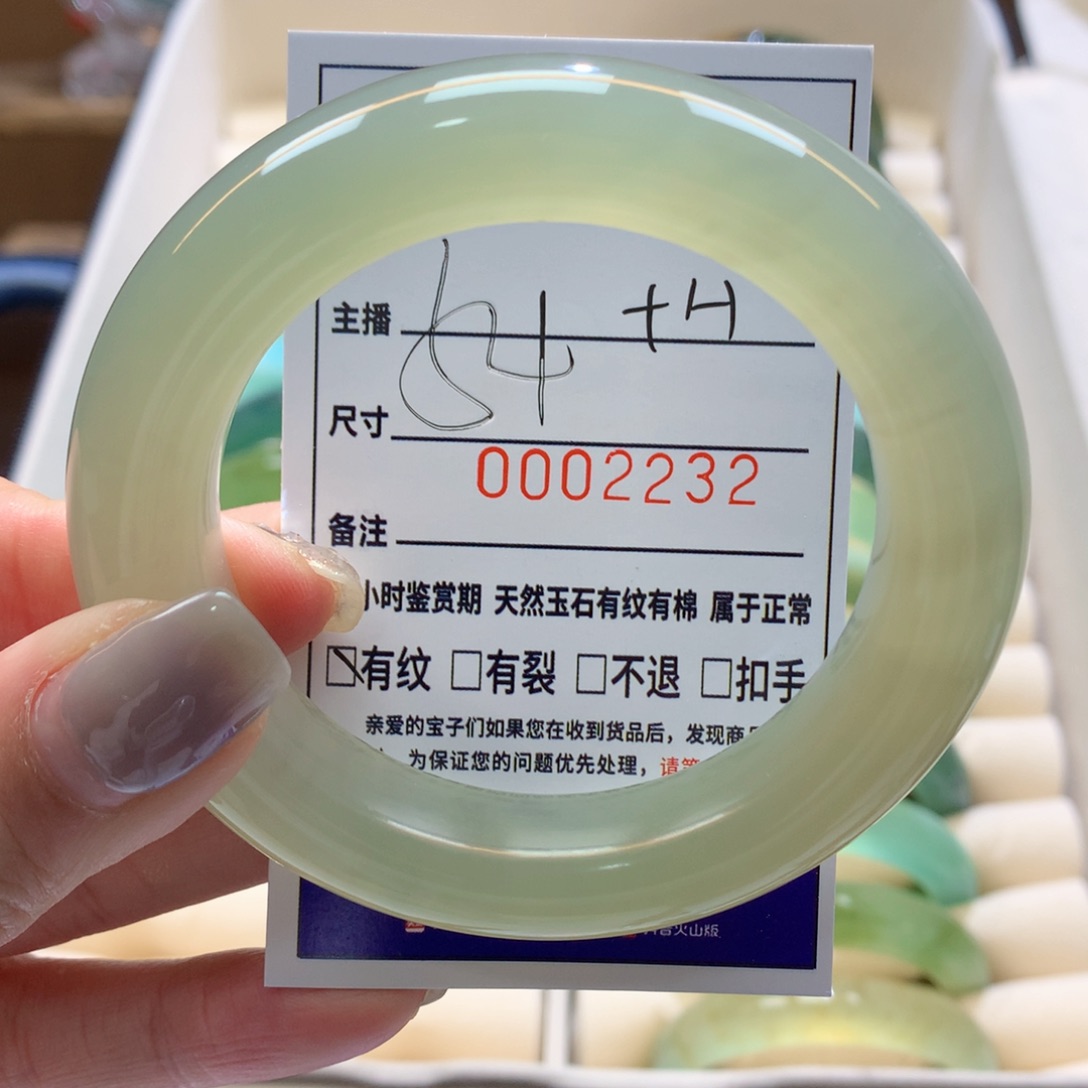 主播
尺寸
0002232
备注
小时鉴赏期 天然玉石有纹有棉 属于正常
☒有纹 □有裂 □不退 □扣手
亲爱的宝子们如果您在收到货品后，发现商
为保证您的问题优先处理，请
火山版